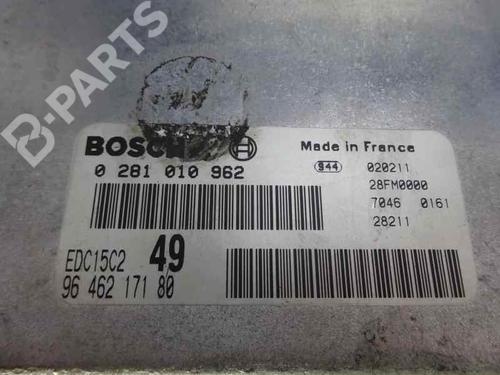 B-PARTS
BOSCH
Made in France
0 281 010 962
S44 020211
28FM0000
7046 0161
28211
EDC15C2 49
96 462 171 80